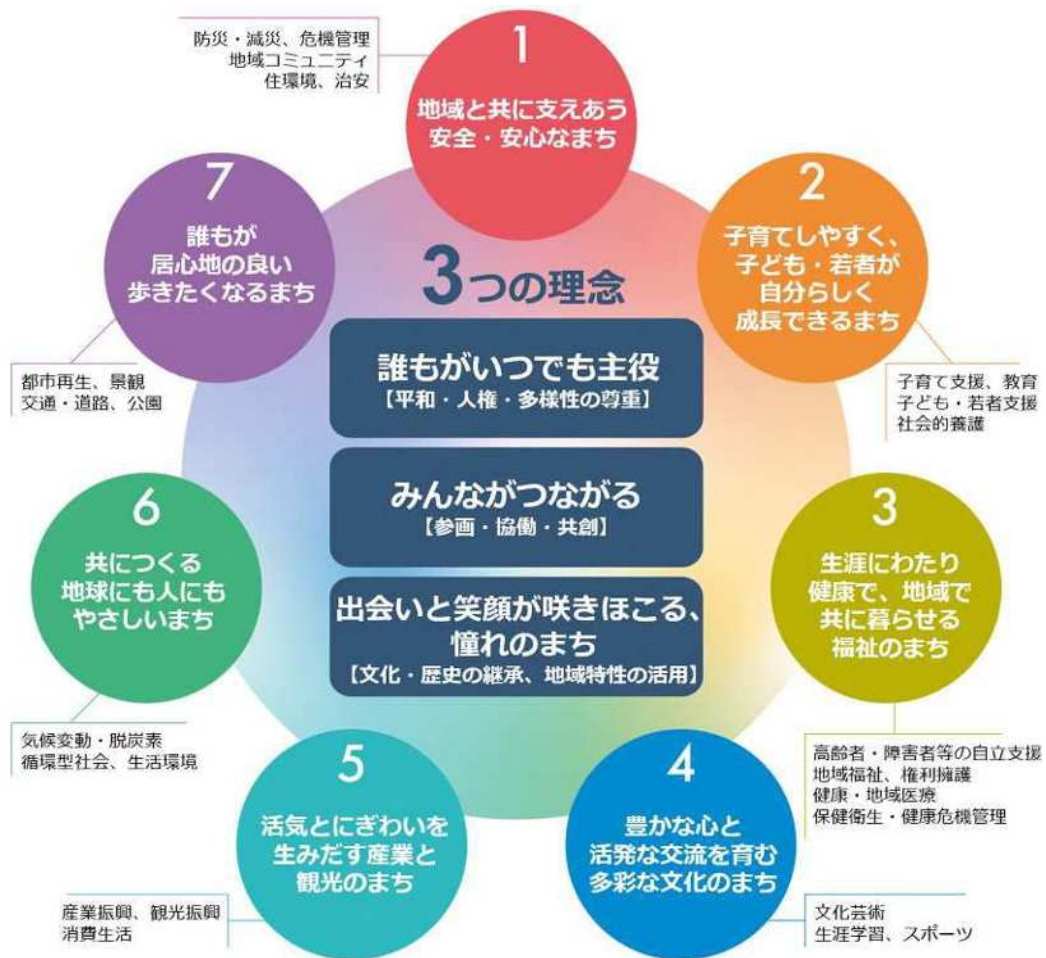 防災・減災、危機管理
地域コミュニティ
住環境、治安
1
地域と共に支えあう
安全・安心なまち
2
子育てしやすく、
子ども・若者が
自分らしく
成長できるまち
子育て支援、教育
子ども・若者支援
社会的養護
3
生涯にわたり
健康で、地域で
共に暮らせる
福祉のまち
高齢者・障害者等の自立支援
地域福祉、権利擁護
健康・地域医療
保健衛生・健康危機管理
4
豊かな心と
活発な交流を育む
多彩な文化のまち
文化芸術
生涯学習、スポーツ
5
活気とにぎわいを
生みだす産業と
観光のまち
産業振興、観光振興
消費生活
6
共につくる
地球にも人にも
やさしいまち
気候変動・脱炭素
循環型社会、生活環境
7
誰もが
居心地の良い
歩きたくなるまち
都市再生、景観
交通・道路、公園
3つの理念
誰もがいつでも主役
【平和・人権・多様性の尊重】
みんながつながる
【参画・協働・共創】
出会いと笑顔が咲きほこる、
憧れのまち
【文化・歴史の継承、地域特性の活用】